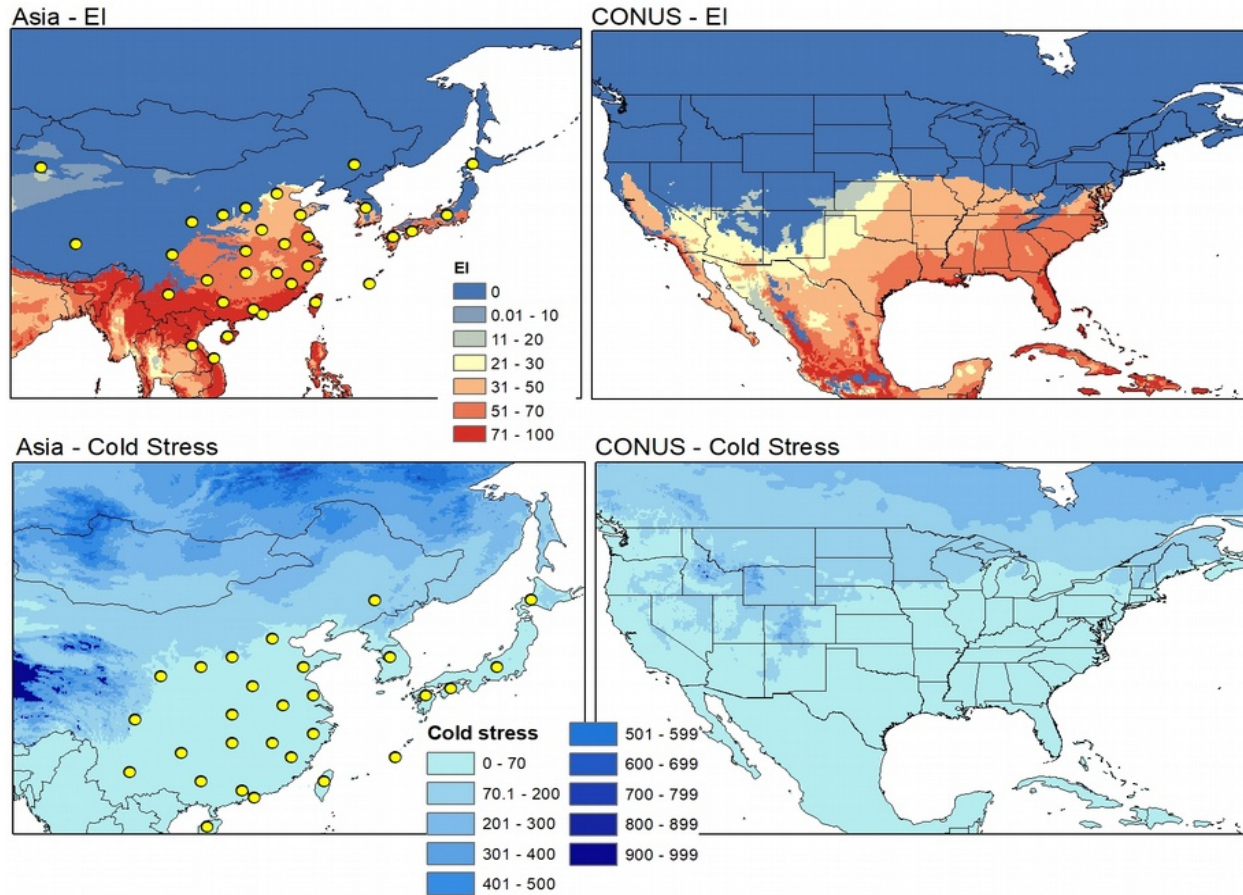 Asia - EI
CONUS - EI
EI
0
0.01 - 10
11 - 20
21 - 30
31 - 50
51 - 70
71 - 100
Asia - Cold Stress
CONUS - Cold Stress
Cold stress
0 - 70
70.1 - 200
201 - 300
301 - 400
401 - 500
501 - 599
600 - 699
700 - 799
800 - 899
900 - 999